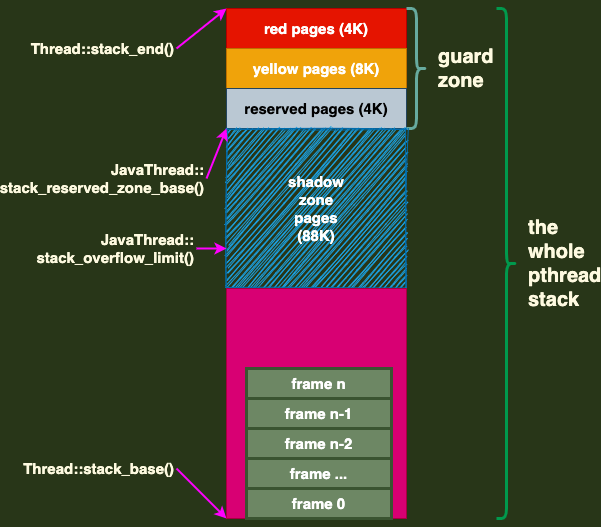 Thread::stack_end()
red pages (4K)
yellow pages (8K)
reserved pages (4K)
guard
zone
JavaThread::
stack_reserved_zone_base()
shadow
zone
pages
(88K)
JavaThread::
stack_overflow_limit()
the
whole
pthread
stack
frame n
frame n-1
frame n-2
frame ...
frame 0
Thread::stack_base()